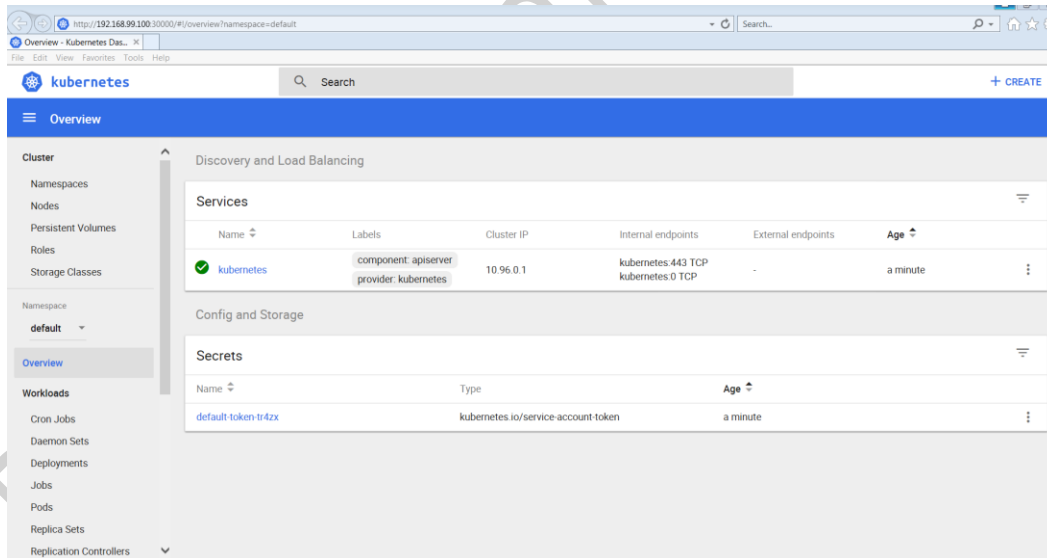 http://192.168.99.100:30000/#!/overview?namespace=default
Search...
Overview - Kubernetes Das...
File Edit View Favorites Tools Help
kubernetes
Search
+ CREATE
Overview
Cluster
Namespaces
Nodes
Persistent Volumes
Roles
Storage Classes
Namespace
default
Overview
Workloads
Cron Jobs
Daemon Sets
Deployments
Jobs
Pods
Replica Sets
Replication Controllers
Discovery and Load Balancing
Services
Name Labels Cluster IP Internal endpoints External endpoints Age
kubernetes component: apiserver 10.96.0.1 kubernetes:443 TCP - a minute
provider: kubernetes kubernetes:0 TCP
Config and Storage
Secrets
Name Type Age
default-token-tr4zx kubernetes.io/service-account-token a minute